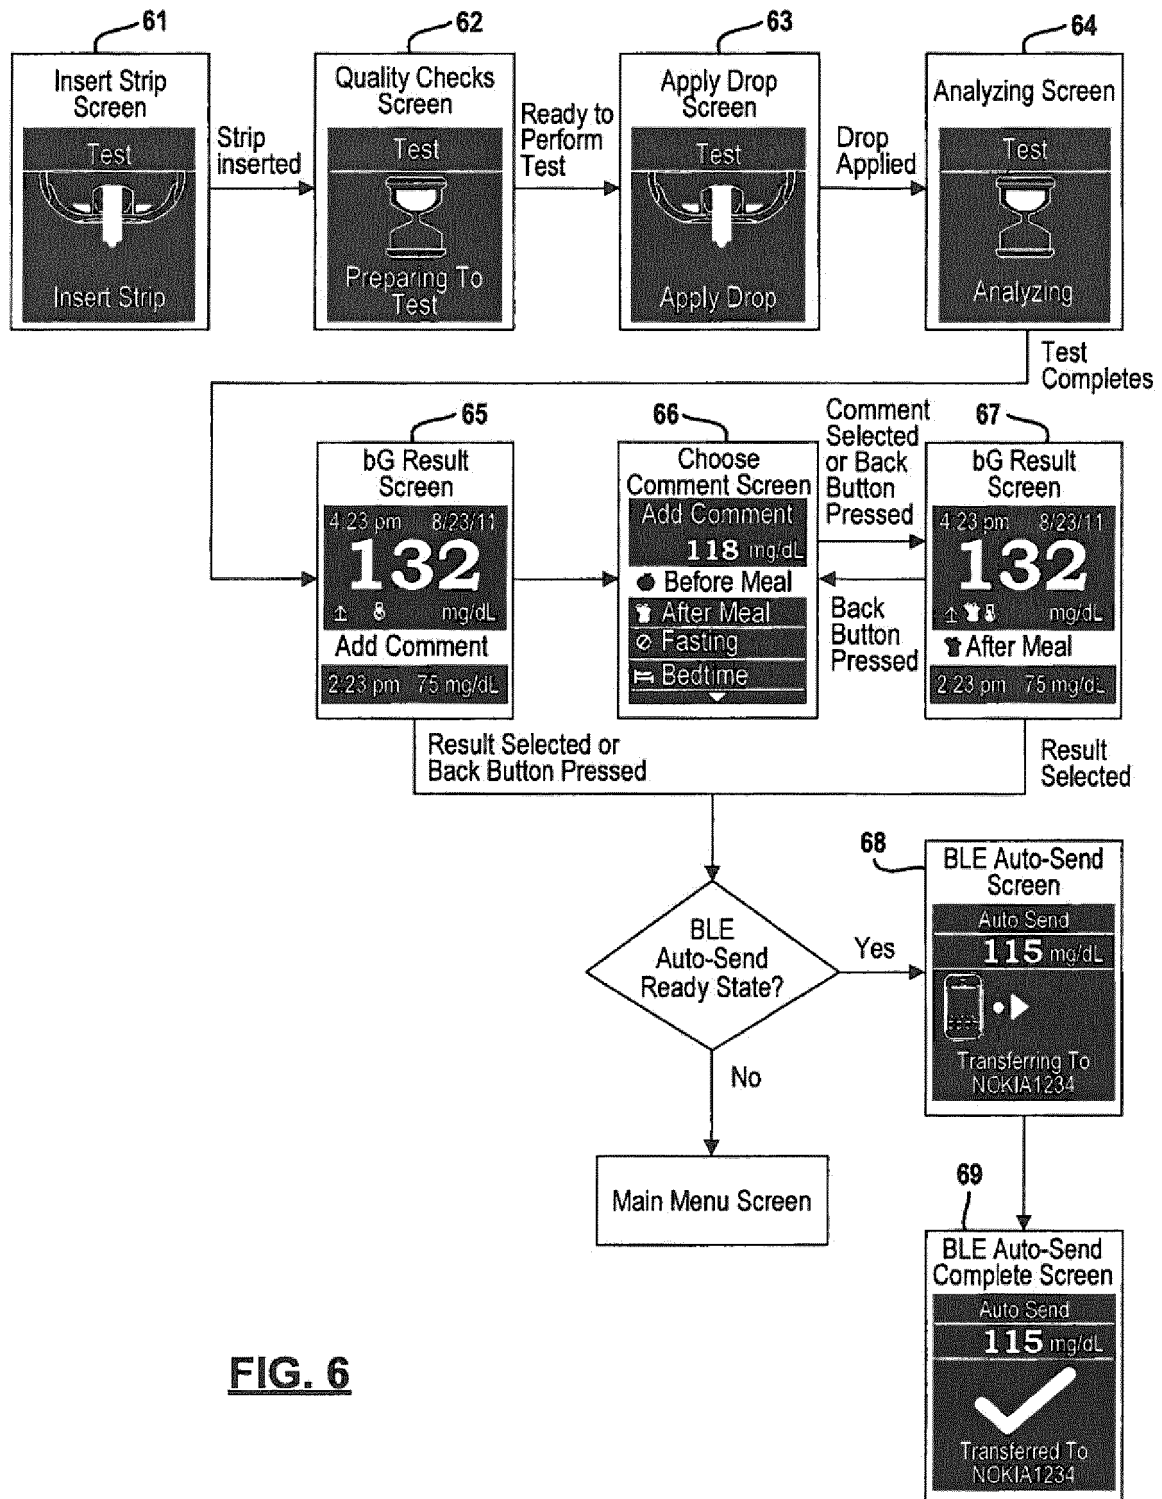 61
Insert Strip
Screen
Test
Insert Strip
Strip
inserted
62
Quality Checks
Screen
Test
Preparing To
Test
Ready to
Perform
Test
63
Apply Drop
Screen
Test
Apply Drop
Drop
Applied
64
Analyzing Screen
Test
Analyzing
Test
Completes
65
bG Result
Screen
4:23 pm 8/23/11
132
mg/dL
Add Comment
2:23 pm 75 mg/dL
66
Choose
Comment Screen
Add Comment
118 mg/dL
Before Meal
After Meal
Fasting
Bedtime
Comment
Selected
or Back
Button
Pressed
Back
Button
Pressed
67
bG Result
Screen
4:23 pm 8/23/11
132
mg/dL
After Meal
2:23 pm 75 mg/dL
Result Selected or
Back Button Pressed
Result
Selected
BLE
Auto-Send
Ready State?
Yes
No
Main Menu Screen
68
BLE Auto-Send
Screen
Auto Send
115 mg/dL
Transferring To
NOKIA1234
69
BLE Auto-Send
Complete Screen
Auto Send
115 mg/dL
Transferred To
NOKIA1234
FIG. 6